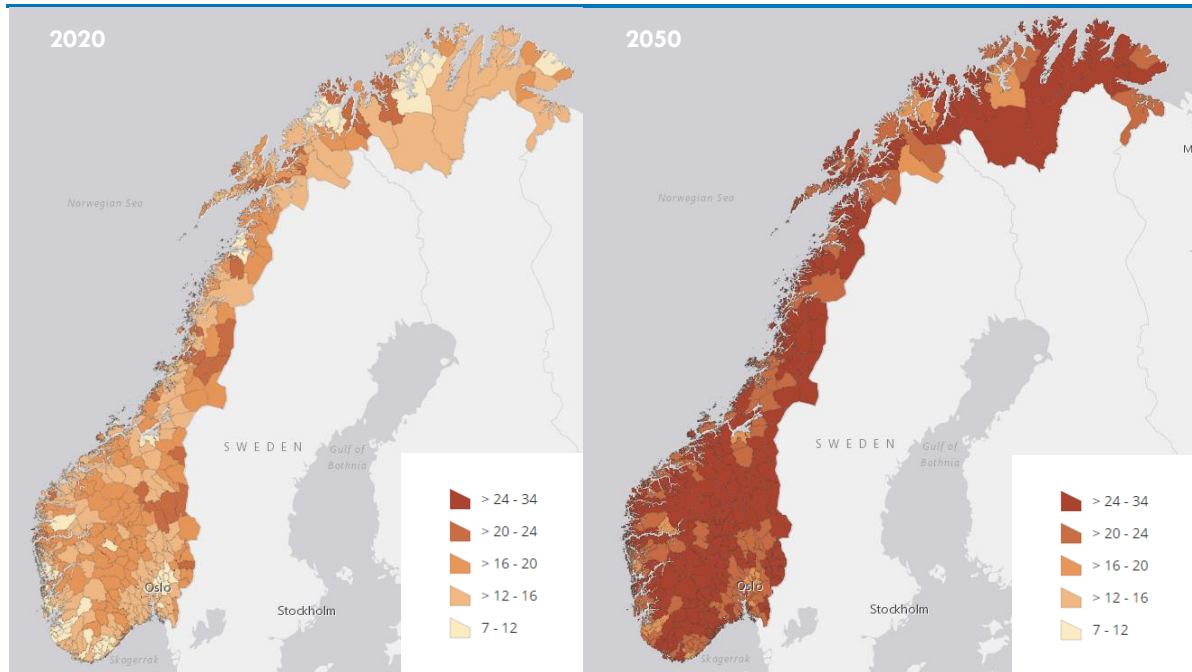 2020
Norwegian Sea
SWEDEN
Gulf of
Bothnia
Oslo
Stockholm
Skagerrak
> 24 - 34
> 20 - 24
> 16 - 20
> 12 - 16
7 - 12
2050
M
Norwegian Sea
SWEDEN
Gulf of
Bothnia
Oslo
Stockholm
Skagerrak
> 24 - 34
> 20 - 24
> 16 - 20
> 12 - 16
7 - 12